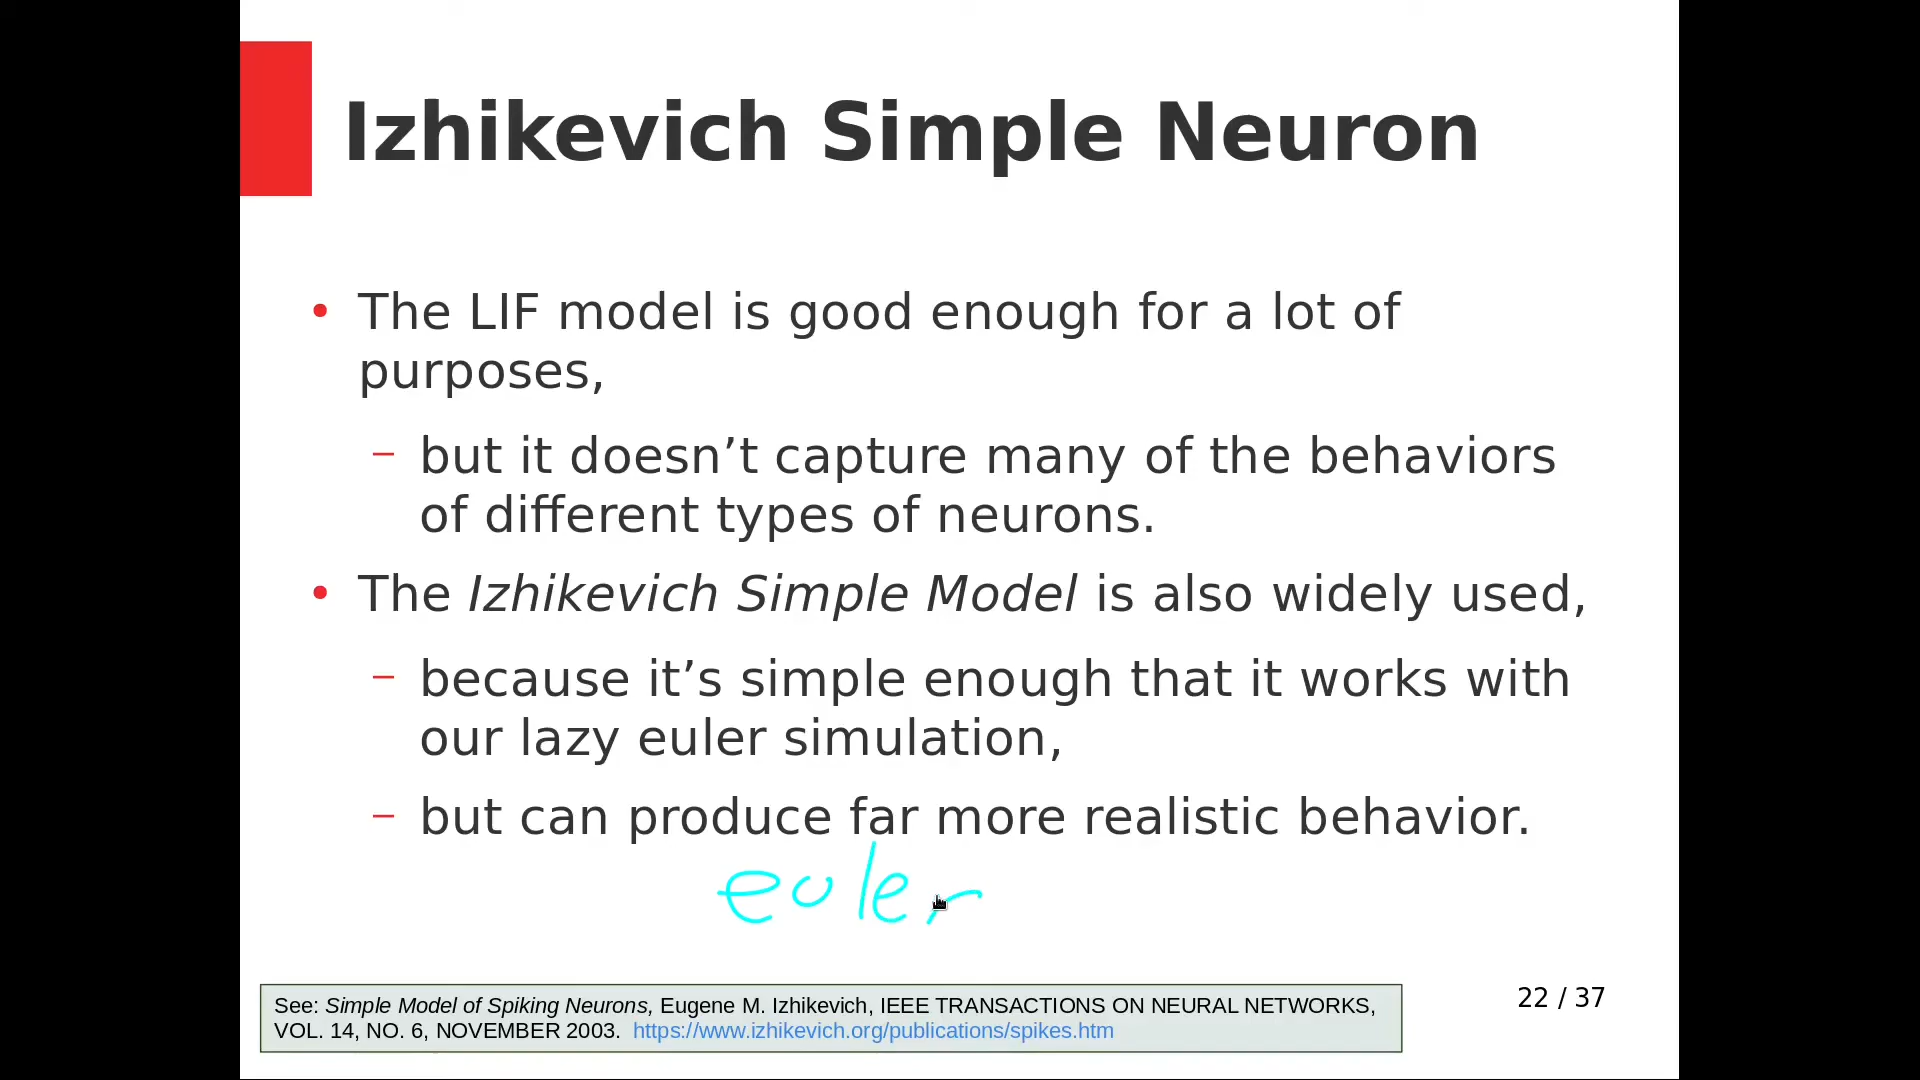 Izhikevich Simple Neuron
• The LIF model is good enough for a lot of
purposes,
– but it doesn’t capture many of the behaviors
of different types of neurons.
• The Izhikevich Simple Model is also widely used,
– because it’s simple enough that it works with
our lazy euler simulation,
– but can produce far more realistic behavior.
euler
See: Simple Model of Spiking Neurons, Eugene M. Izhikevich, IEEE TRANSACTIONS ON NEURAL NETWORKS,
VOL. 14, NO. 6, NOVEMBER 2003. https://www.izhikevich.org/publications/spikes.htm
22 / 37